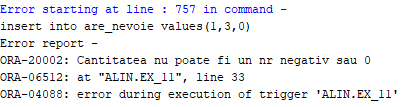 Error starting at line : 757 in command -
insert into are_nevoie values(1,3,0)
Error report -
ORA-20002: Cantitatea nu poate fi un nr negativ sau 0
ORA-06512: at "ALIN.EX_11", line 33
ORA-04088: error during execution of trigger 'ALIN.EX_11'